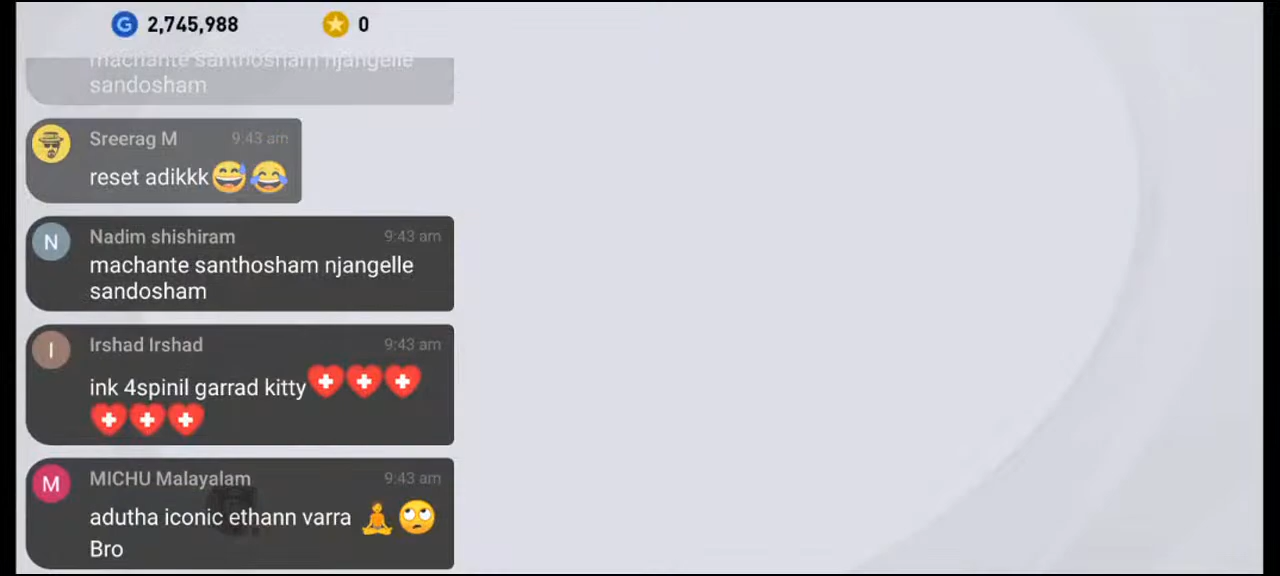 G 2,745,988 0
machante santhosham njangelle
sandosham
Sreerag M 9:43 am
reset adikkk😅😂
Nadim shishiram 9:43 am
machante santhosham njangelle
sandosham
N
Irshad Irshad 9:43 am
I
ink 4spinil garrad kitty
MICHU Malayalam 9:43 am
M
adutha iconic ethann varra 🧘🙄
Bro